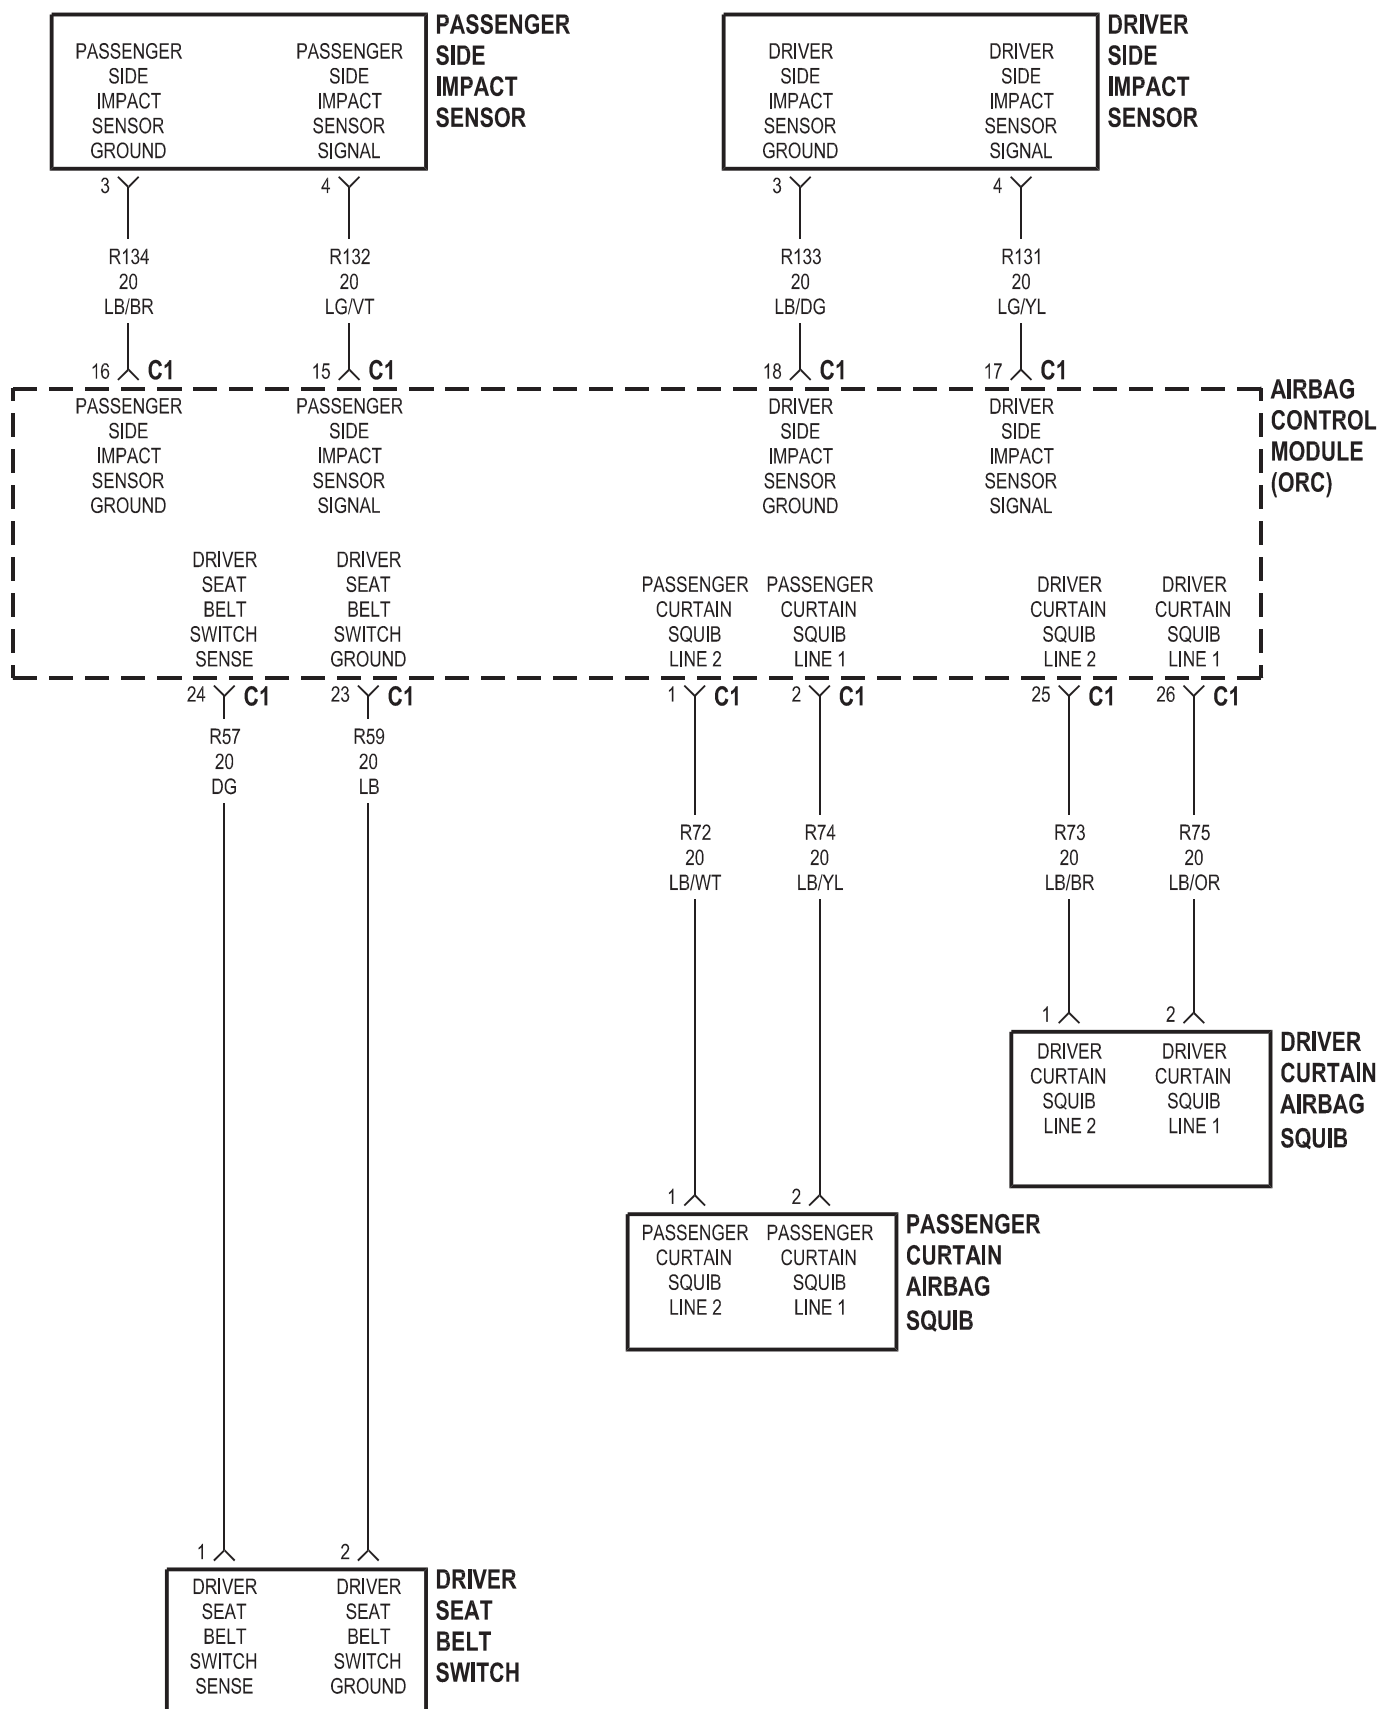 PASSENGER
SIDE
IMPACT
SENSOR
GROUND
PASSENGER
SIDE
IMPACT
SENSOR
SIGNAL
PASSENGER
SIDE
IMPACT
SENSOR
DRIVER
SIDE
IMPACT
SENSOR
GROUND
DRIVER
SIDE
IMPACT
SENSOR
SIGNAL
DRIVER
SIDE
IMPACT
SENSOR
3
4
3
4
R134
20
LB/BR
R132
20
LG/VT
R133
20
LB/DG
R131
20
LG/YL
16 C1
15 C1
18 C1
17 C1
PASSENGER
SIDE
IMPACT
SENSOR
GROUND
PASSENGER
SIDE
IMPACT
SENSOR
SIGNAL
DRIVER
SIDE
IMPACT
SENSOR
GROUND
DRIVER
SIDE
IMPACT
SENSOR
SIGNAL
AIRBAG
CONTROL
MODULE
(ORC)
DRIVER
SEAT
BELT
SWITCH
SENSE
DRIVER
SEAT
BELT
SWITCH
GROUND
PASSENGER
CURTAIN
SQUIB
LINE 2
PASSENGER
CURTAIN
SQUIB
LINE 1
DRIVER
CURTAIN
SQUIB
LINE 2
DRIVER
CURTAIN
SQUIB
LINE 1
24 C1
23 C1
1 C1
2 C1
25 C1
26 C1
R57
20
DG
R59
20
LB
R72
20
LB/WT
R74
20
LB/YL
R73
20
LB/BR
R75
20
LB/OR
1
2
DRIVER
CURTAIN
SQUIB
LINE 2
DRIVER
CURTAIN
SQUIB
LINE 1
DRIVER
CURTAIN
AIRBAG
SQUIB
1
2
PASSENGER
CURTAIN
SQUIB
LINE 2
PASSENGER
CURTAIN
SQUIB
LINE 1
PASSENGER
CURTAIN
AIRBAG
SQUIB
1
2
DRIVER
SEAT
BELT
SWITCH
SENSE
DRIVER
SEAT
BELT
SWITCH
GROUND
DRIVER
SEAT
BELT
SWITCH